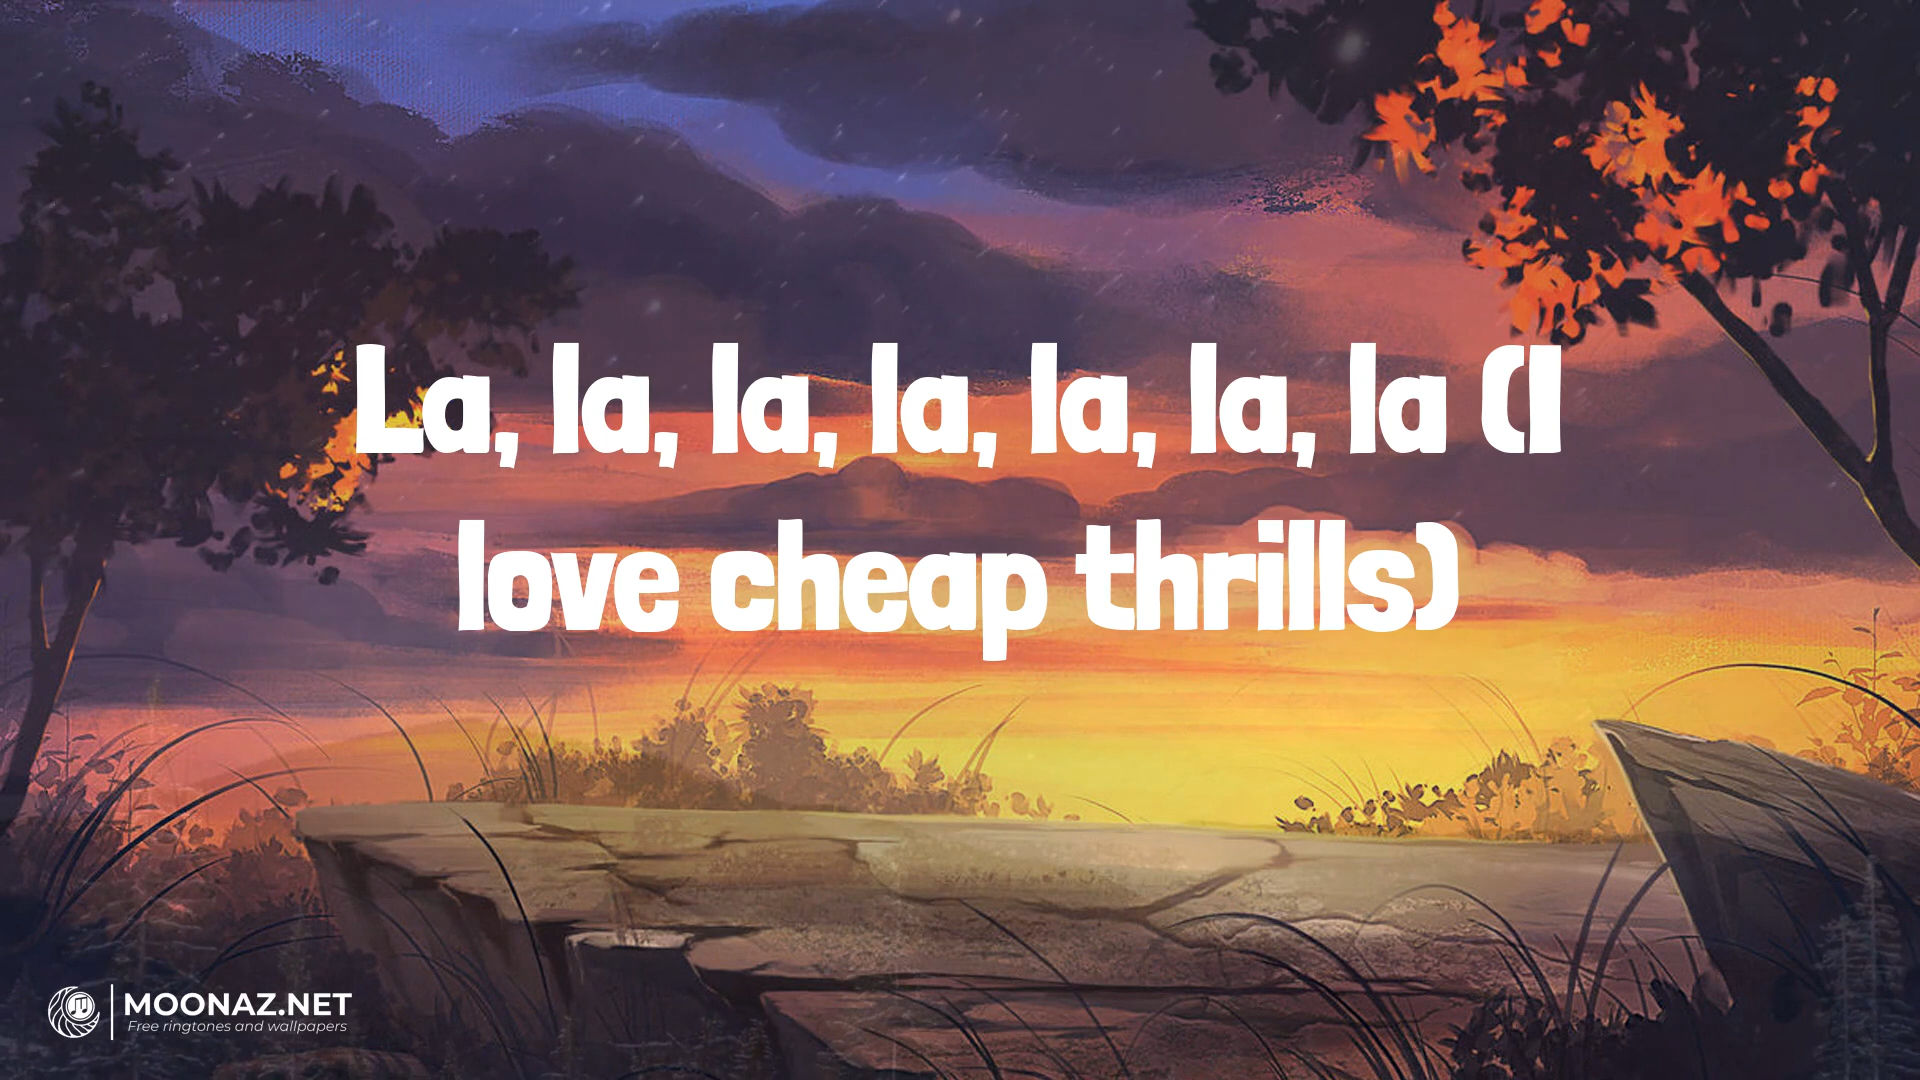 La, la, la, la, la, la, la (I
love cheap thrills)
MOONAZ.NET
Free ringtones and wallpapers